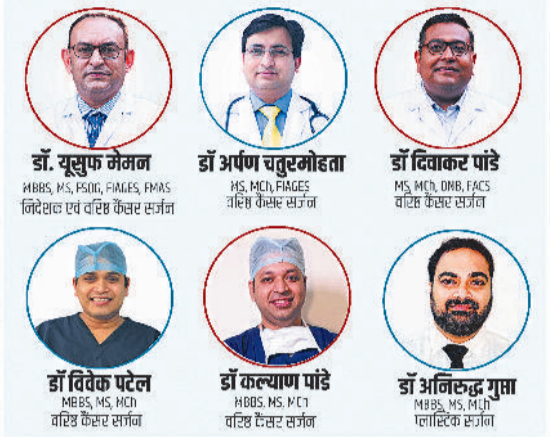 डॉ. यूसुफ मेमन
MBBS, MS, FSOG, FIAGES, FMAS
निदेशक एवं वरिष्ठ कैंसर सर्जन
डॉ अर्पण चतुरमोहता
MS, MCh, FIAGES
वरिष्ठ कैंसर सर्जन
डॉ दिवाकर पांडे
MS, MCh, DNB, FACS
वरिष्ठ कैंसर सर्जन
डॉ विवेक पटेल
MBBS, MS, MCh
वरिष्ठ कैंसर सर्जन
डॉ कल्याण पांडे
MBBS, MS, MCh
वरिष्ठ कैंसर सर्जन
डॉ अनिरुद्ध गुप्ता
MBBS, MS, MCh
प्लास्टिक सर्जन